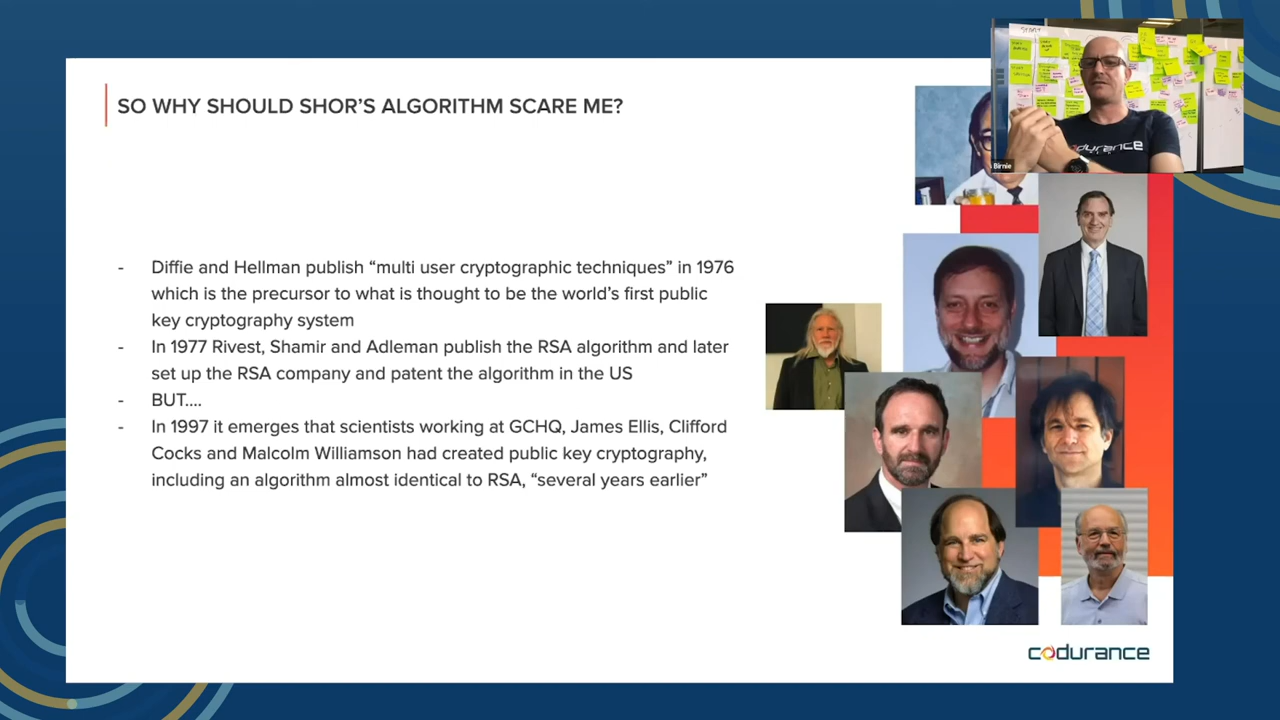 SO WHY SHOULD SHOR'S ALGORITHM SCARE ME?
- Diffie and Hellman publish “multi user cryptographic techniques” in 1976
which is the precursor to what is thought to be the world's first public
key cryptography system
- In 1977 Rivest, Shamir and Adleman publish the RSA algorithm and later
set up the RSA company and patent the algorithm in the US
- BUT....
- In 1997 it emerges that scientists working at GCHQ, James Ellis, Clifford
Cocks and Malcolm Williamson had created public key cryptography,
including an algorithm almost identical to RSA, “several years earlier”
START
codurance
Birnie
codurance